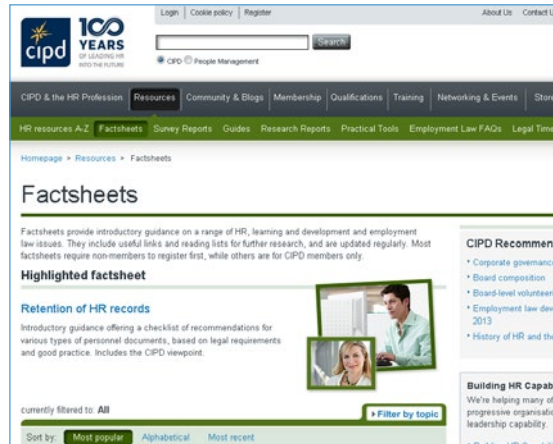 Login | Cookie policy | Register
About Us Contact
cipd
100
YEARS
OF LEADING HR
INTO THE FUTURE
Search
CIPD People Management
CIPD & the HR Profession Resources Community & Blogs Membership Qualifications Training Networking & Events Store
HR resources A-Z Factsheets Survey Reports Guides Research Reports Practical Tools Employment Law FAQs Legal Time
Homepage > Resources > Factsheets
Factsheets
Factsheets provide introductory guidance on a range of HR, learning and development and employment
law issues. They include useful links and reading lists for further research, and are updated regularly. Most
factsheets require non-members to register first, while others are for CIPD members only.
Highlighted factsheet
Retention of HR records
Introductory guidance offering a checklist of recommendations for
various types of personnel documents, based on legal requirements
and good practice. Includes the CIPD viewpoint.
currently filtered to: All
Filter by topic
Sort by: Most popular Alphabetical Most recent
CIPD Recommen
Corporate governance
Board composition
Board-level volunteer
Employment law dev
2013
History of HR and the
Building HR Capab
We're helping many of
progressive organisatio
leadership capability.